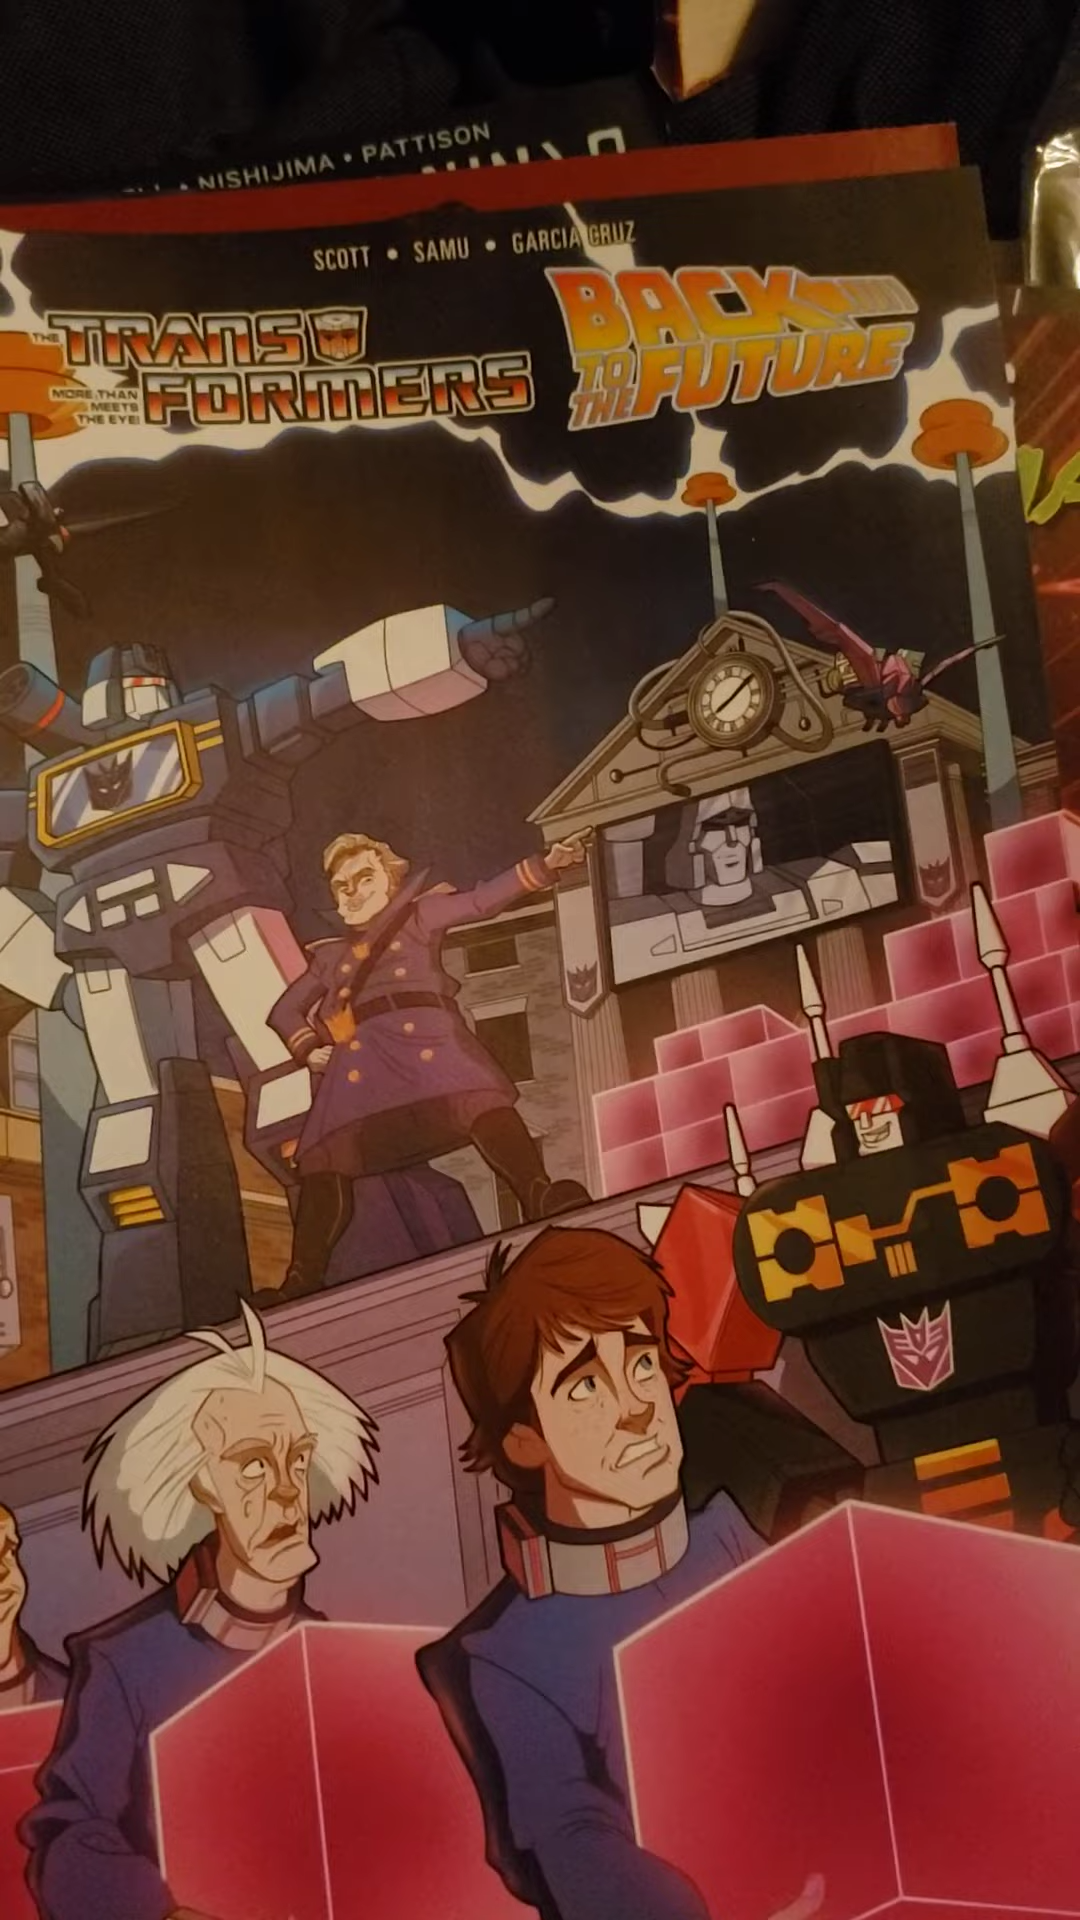 NISHIJIMA • PATTISON
SCOTT • SAMU • GARCIA CRUZ
THE TRANSFORMERS
MORE THAN
MEETS
THE EYE!
BACK
TO THE FUTURE